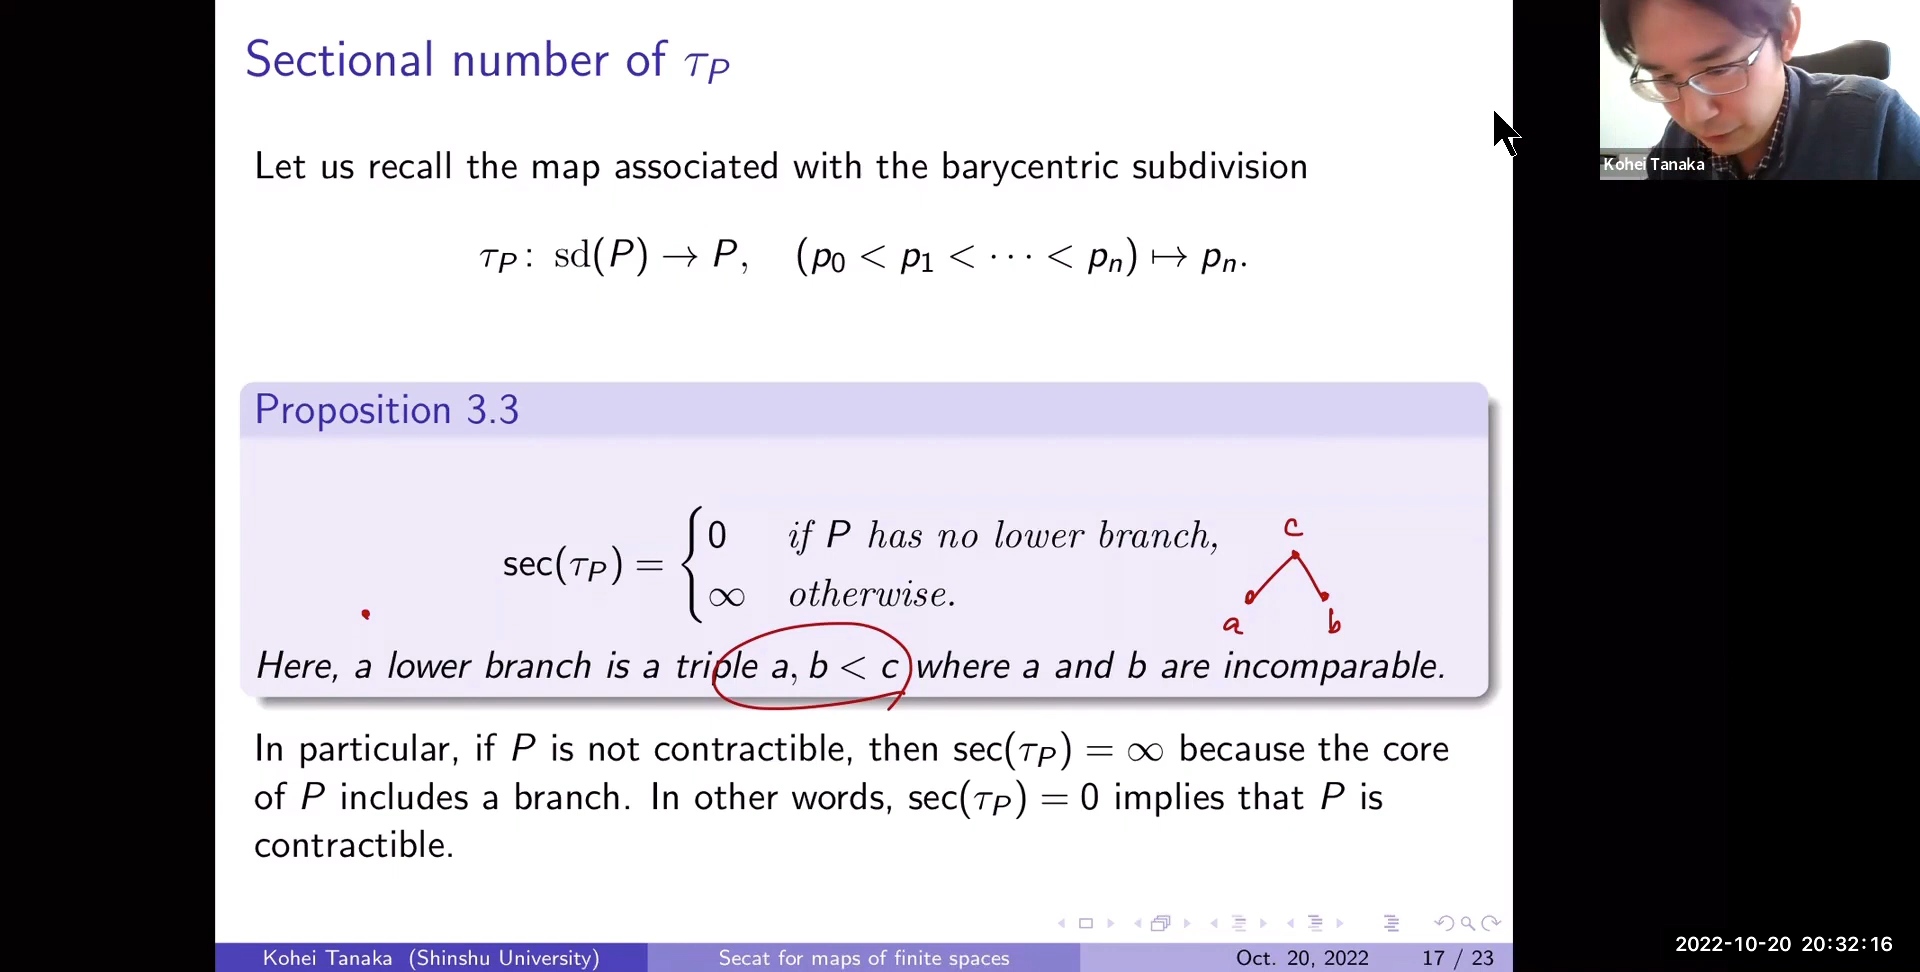 Sectional number of τ_P
Let us recall the map associated with the barycentric subdivision
τ_P : sd(P) → P, (p_0 < p_1 < ⋯ < p_n) ↦ p_n.
Proposition 3.3
sec(τ_P) = { 0 if P has no lower branch,
∞ otherwise.
c
a b
Here, a lower branch is a triple a, b < c where a and b are incomparable.
In particular, if P is not contractible, then sec(τ_P) = ∞ because the core
of P includes a branch. In other words, sec(τ_P) = 0 implies that P is
contractible.
Kohei Tanaka (Shinshu University) Secat for maps of finite spaces Oct. 20, 2022 17 / 23
Kohei Tanaka
2022-10-20 20:32:16